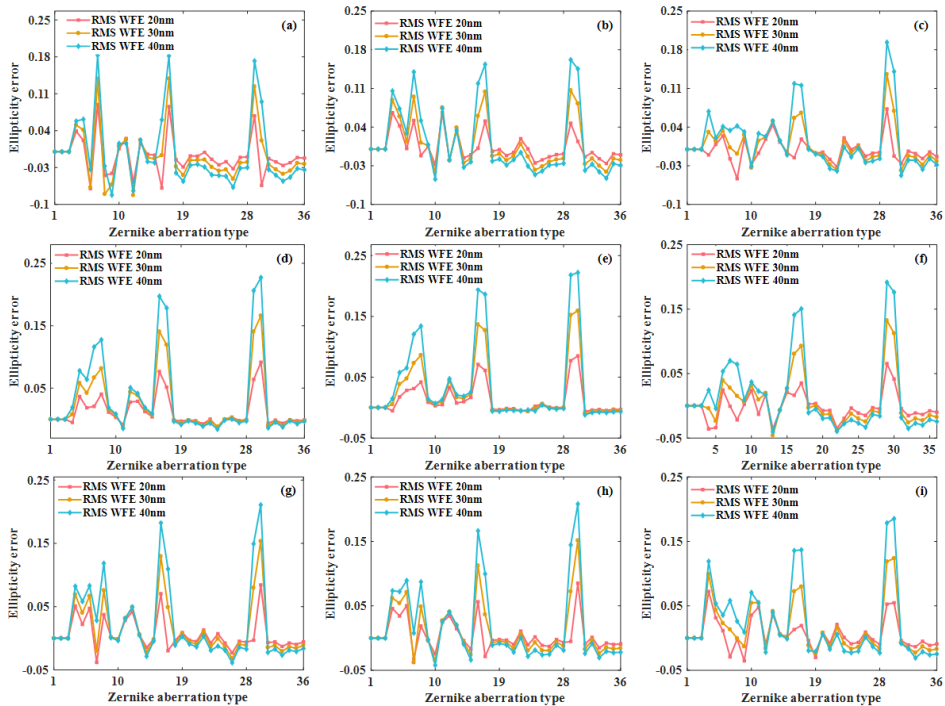 0.25
0.18
0.11
0.04
-0.03
-0.1
Ellipticity error
RMS WFE 20nm
RMS WFE 30nm
RMS WFE 40nm
(a)
1 10 19 29 36
Zernike aberration type
0.25
0.18
0.11
0.04
-0.03
-0.1
Ellipticity error
RMS WFE 20nm
RMS WFE 30nm
RMS WFE 40nm
(b)
1 10 19 28 36
Zernike aberration type
0.25
0.18
0.11
0.04
-0.03
-0.1
Ellipticity error
RMS WFE 20nm
RMS WFE 30nm
RMS WFE 40nm
(c)
1 10 19 28 36
Zernike aberration type
0.25
0.15
0.05
Ellipticity error
RMS WFE 20nm
RMS WFE 30nm
RMS WFE 40nm
(d)
1 10 19 29 36
Zernike aberration type
0.25
0.15
0.05
-0.05
Ellipticity error
RMS WFE 20nm
RMS WFE 30nm
RMS WFE 40nm
(e)
1 10 19 28 36
Zernike aberration type
0.25
0.15
0.05
-0.05
Ellipticity error
RMS WFE 20nm
RMS WFE 30nm
RMS WFE 40nm
(f)
5 10 15 20 25 30 35
Zernike aberration type
0.25
0.15
0.05
-0.05
Ellipticity error
RMS WFE 20nm
RMS WFE 30nm
RMS WFE 40nm
(g)
1 10 19 29 36
Zernike aberration type
0.25
0.15
0.05
-0.05
Ellipticity error
RMS WFE 20nm
RMS WFE 30nm
RMS WFE 40nm
(h)
1 10 19 28 36
Zernike aberration type
0.25
0.15
0.05
-0.05
Ellipticity error
RMS WFE 20nm
RMS WFE 30nm
RMS WFE 40nm
(i)
1 10 19 28 36
Zernike aberration type